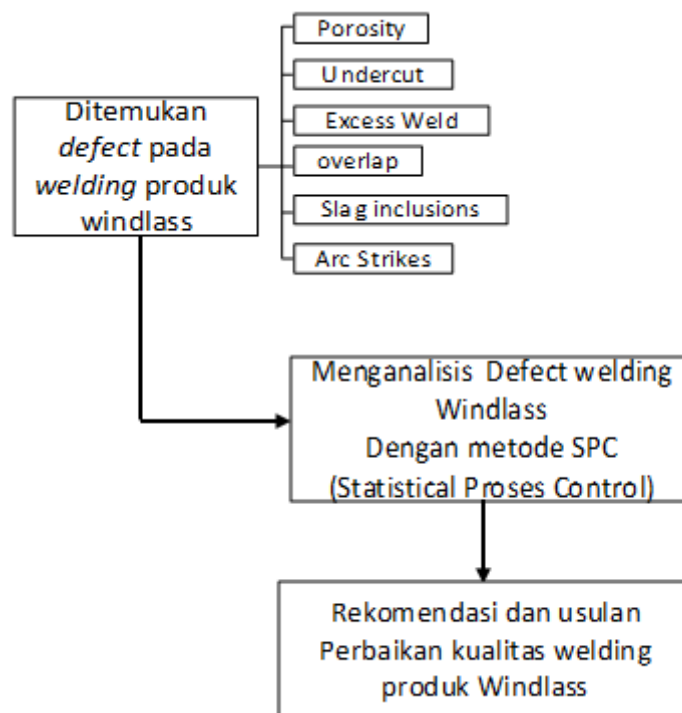 Ditemukan
defect pada
welding produk
windlass
Porosity
Undercut
Excess Weld
overlap
Slag inclusions
Arc Strikes
Menganalisis Defect welding
Windlass
Dengan metode SPC
(Statistical Proses Control)
Rekomendasi dan usulan
Perbaikan kualitas welding
produk Windlass